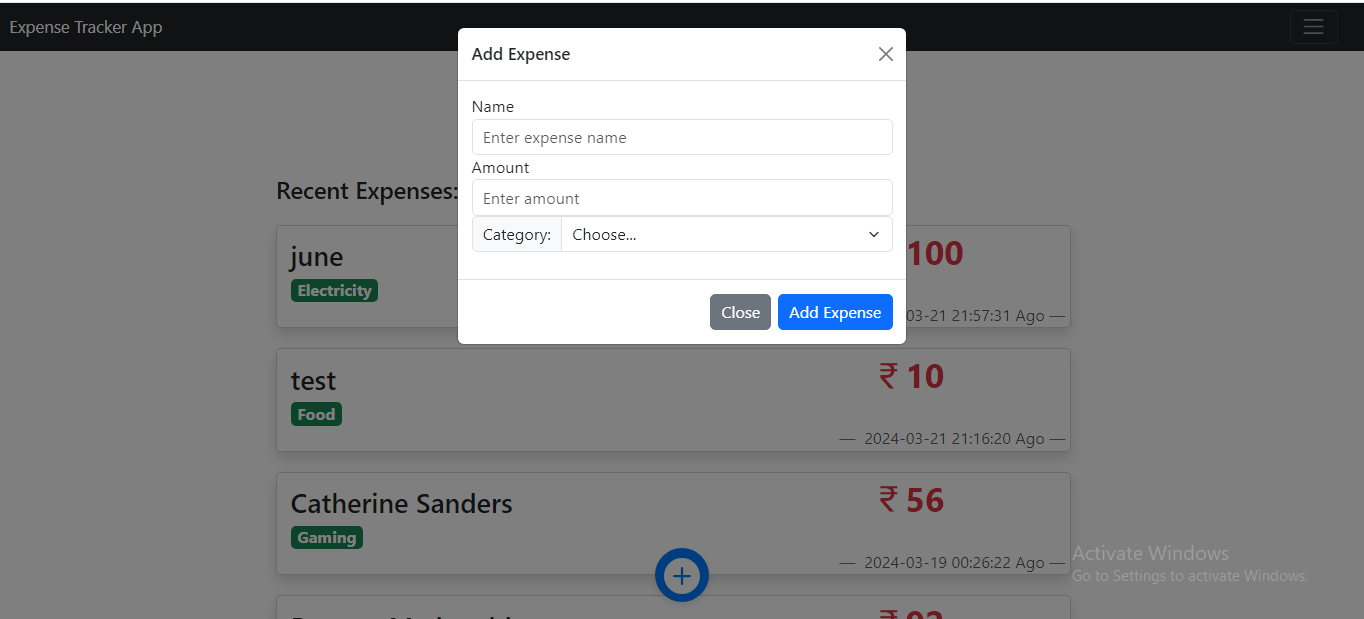 Expense Tracker App
Add Expense
Name
Enter expense name
Amount
Enter amount
Category: Choose...
Close Add Expense
Recent Expenses:
june
Electricity
100
03-21 21:57:31 Ago —
test
Food
₹ 10
— 2024-03-21 21:16:20 Ago —
Catherine Sanders
Gaming
₹ 56
— 2024-03-19 00:26:22 Ago —
Activate Windows
Go to Settings to activate Windows.